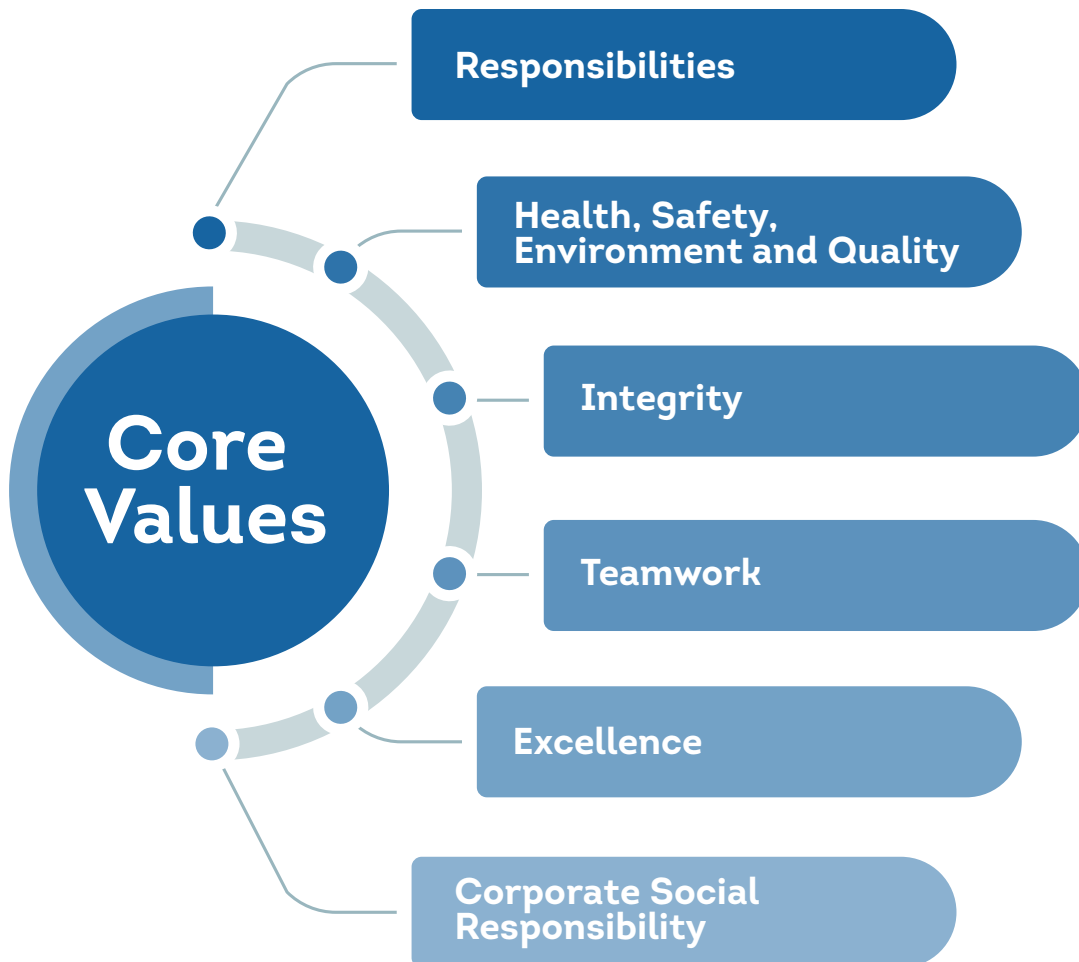 Responsibilities
Health, Safety,
Environment and Quality
Integrity
Core
Values
Teamwork
Excellence
Corporate Social
Responsibility